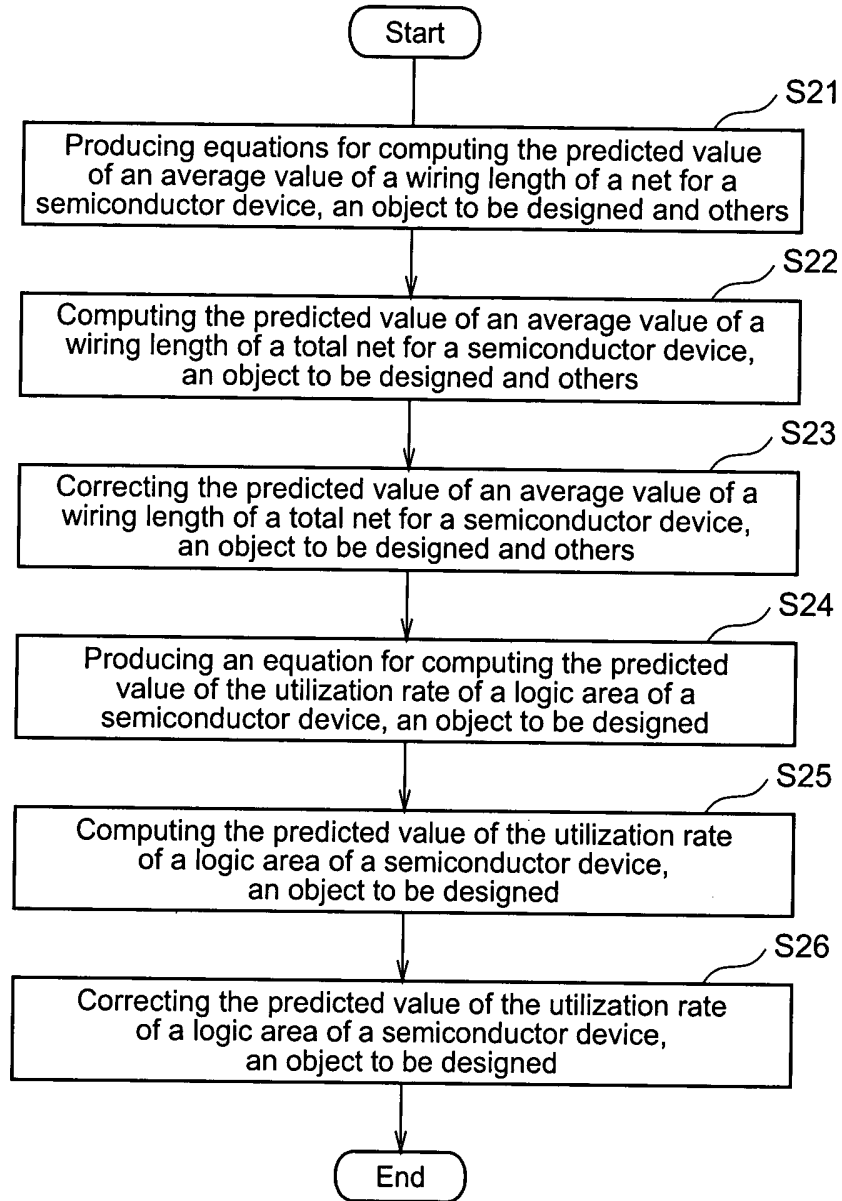 Start
S21
Producing equations for computing the predicted value
of an average value of a wiring length of a net for a
semiconductor device, an object to be designed and others
S22
Computing the predicted value of an average value of a
wiring length of a total net for a semiconductor device,
an object to be designed and others
S23
Correcting the predicted value of an average value of a
wiring length of a total net for a semiconductor device,
an object to be designed and others
S24
Producing an equation for computing the predicted
value of the utilization rate of a logic area of a
semiconductor device, an object to be designed
S25
Computing the predicted value of the utilization rate
of a logic area of a semiconductor device,
an object to be designed
S26
Correcting the predicted value of the utilization rate
of a logic area of a semiconductor device,
an object to be designed
End